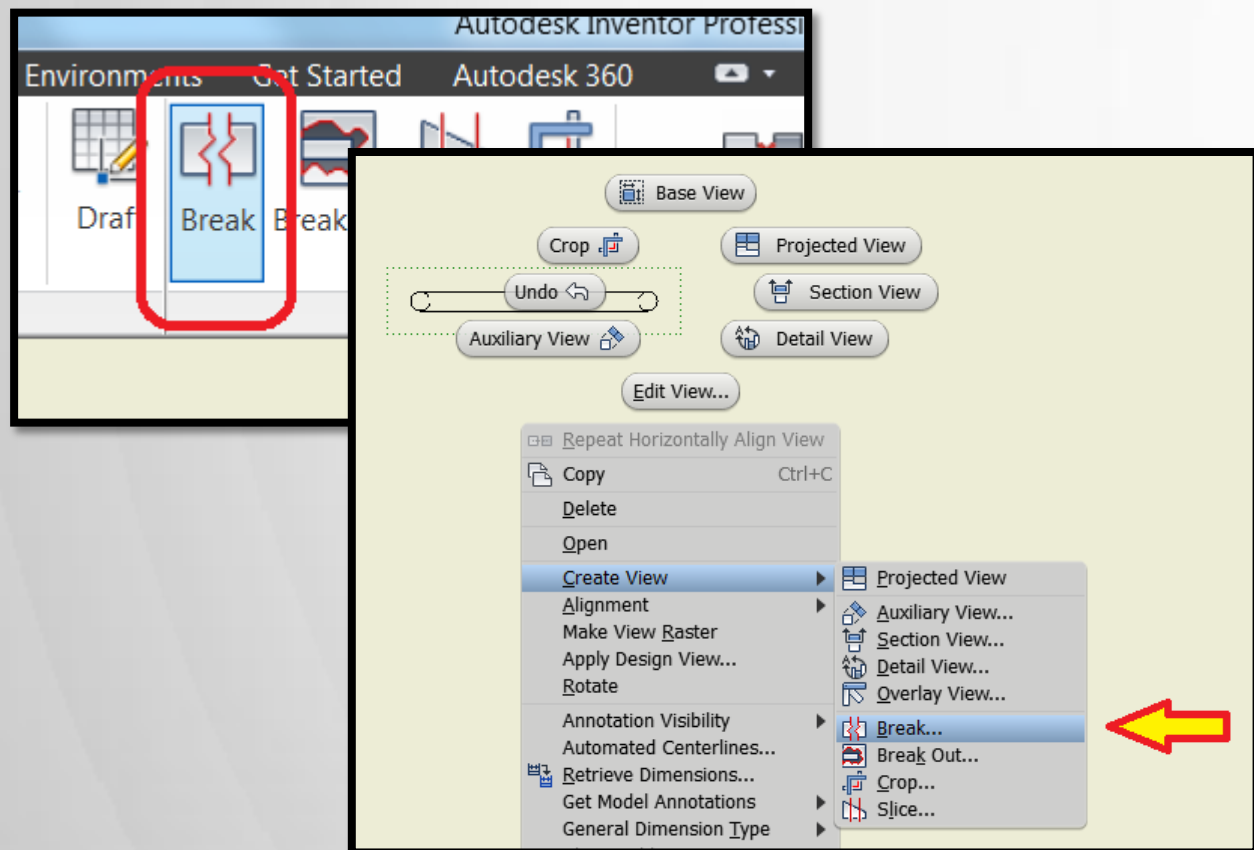 Autodesk Inventor Professi
Environments Get Started Autodesk 360
Draf Break Break
Base View
Crop Projected View
Undo Section View
Auxiliary View Detail View
Edit View...
Repeat Horizontally Align View
Copy Ctrl+C
Delete
Open
Create View Projected View
Alignment Auxiliary View...
Make View Raster Section View...
Apply Design View... Detail View...
Rotate Overlay View...
Annotation Visibility Break...
Automated Centerlines... Break Out...
Retrieve Dimensions... Crop...
Get Model Annotations Slice...
General Dimension Type